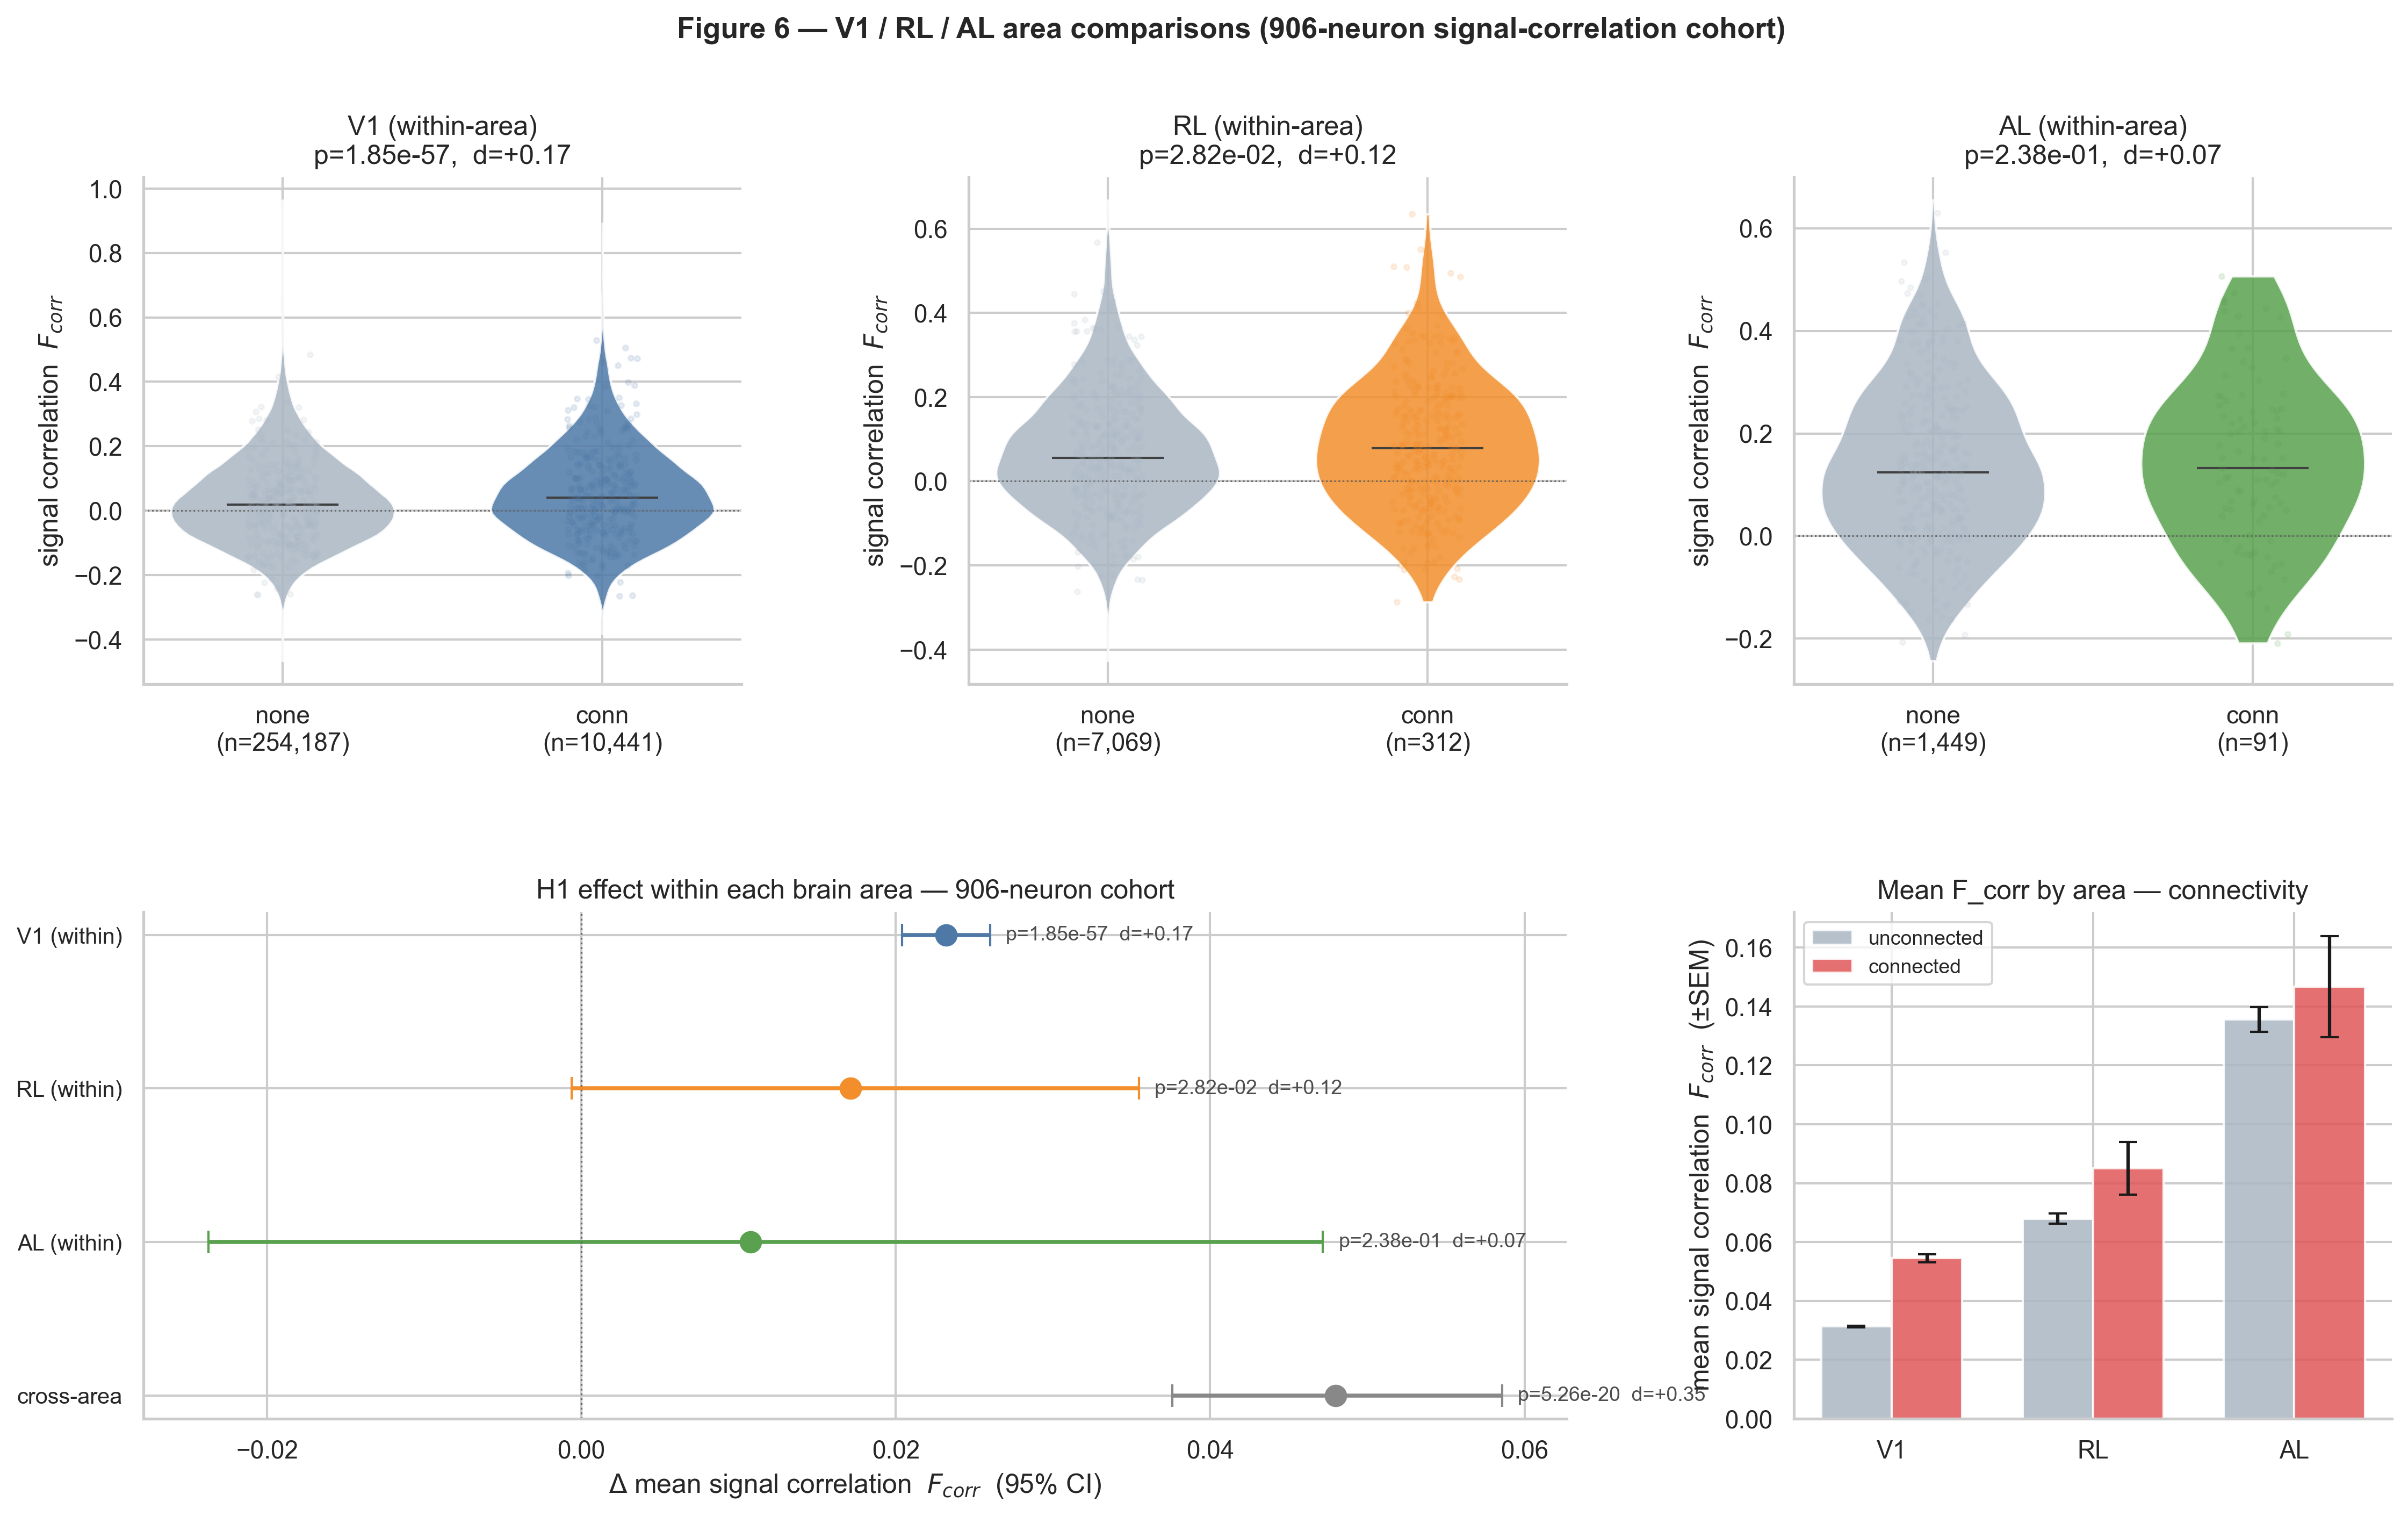 Figure 6 — V1 / RL / AL area comparisons (906-neuron signal-correlation cohort)
V1 (within-area)
p=1.85e-57, d=+0.17
signal correlation F_corr
1.0
0.8
0.6
0.4
0.2
0.0
−0.2
−0.4
none
(n=254,187)
conn
(n=10,441)
RL (within-area)
p=2.82e-02, d=+0.12
signal correlation F_corr
0.6
0.4
0.2
0.0
−0.2
−0.4
none
(n=7,069)
conn
(n=312)
AL (within-area)
p=2.38e-01, d=+0.07
signal correlation F_corr
0.6
0.4
0.2
0.0
−0.2
none
(n=1,449)
conn
(n=91)
H1 effect within each brain area — 906-neuron cohort
V1 (within)
p=1.85e-57 d=+0.17
RL (within)
p=2.82e-02 d=+0.12
AL (within)
p=2.38e-01 d=+0.07
cross-area
p=5.26e-20 d=+0.35
−0.02
0.00
0.02
0.04
0.06
Δ mean signal correlation F_corr (95% CI)
Mean F_corr by area — connectivity
unconnected
connected
mean signal correlation F_corr (±SEM)
0.16
0.14
0.12
0.10
0.08
0.06
0.04
0.02
0.00
V1
RL
AL